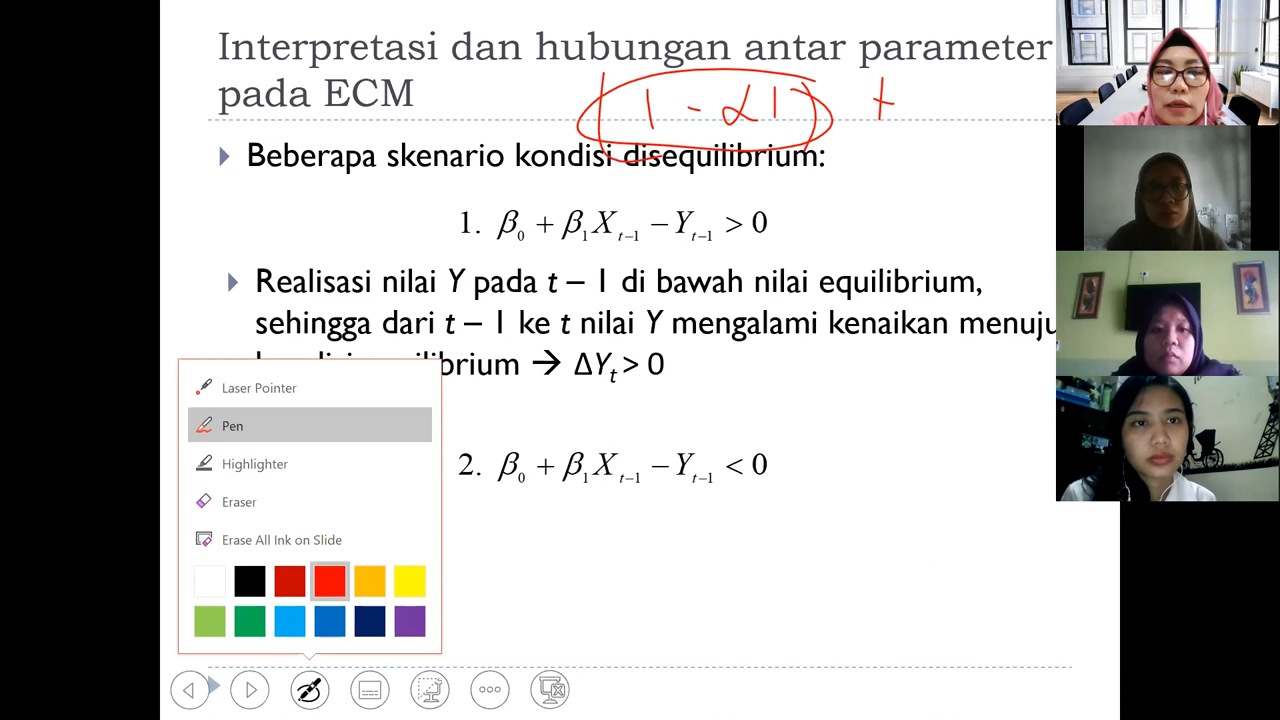 Interpretasi dan hubungan antar parameter
pada ECM
(1 - α1) +
Beberapa skenario kondisi disequilibrium:
1. β₀ + β₁Xₜ₋₁ − Yₜ₋₁ > 0
Realisasi nilai Y pada t – 1 di bawah nilai equilibrium,
sehingga dari t – 1 ke t nilai Y mengalami kenaikan menuju
→ ΔYₜ > 0
2. β₀ + β₁Xₜ₋₁ − Yₜ₋₁ < 0
Laser Pointer
Pen
Highlighter
Eraser
Erase All Ink on Slide